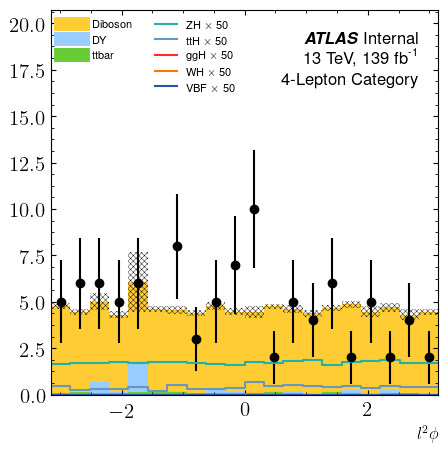 20.0
17.5
15.0
12.5
10.0
7.5
5.0
2.5
0.0
Diboson
DY
ttbar
ZH × 50
ttH × 50
ggH × 50
WH × 50
VBF × 50
ATLAS Internal
13 TeV, 139 fb⁻¹
4-Lepton Category
−2 0 2
l²ϕ